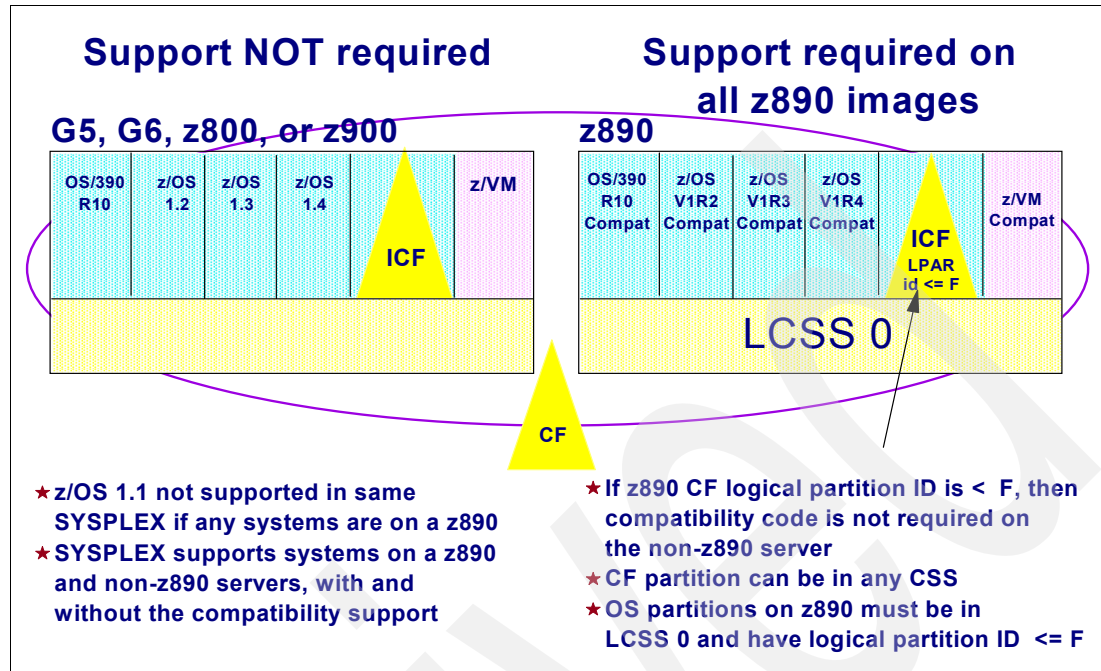 Support NOT required
Support required on
all z890 images
G5, G6, z800, or z900
OS/390
R10
z/OS
1.2
z/OS
1.3
z/OS
1.4
ICF
z/VM
z890
OS/390
R10
Compat
z/OS
V1R2
Compat
z/OS
V1R3
Compat
z/OS
V1R4
Compat
ICF
LPAR
id <= F
z/VM
Compat
LCSS 0
CF
★ z/OS 1.1 not supported in same
SYSPLEX if any systems are on a z890
★ SYSPLEX supports systems on a z890
and non-z890 servers, with and
without the compatibility support
★ If z890 CF logical partition ID is < F, then
compatibility code is not required on
the non-z890 server
★ CF partition can be in any CSS
★ OS partitions on z890 must be in
LCSS 0 and have logical partition ID <= F